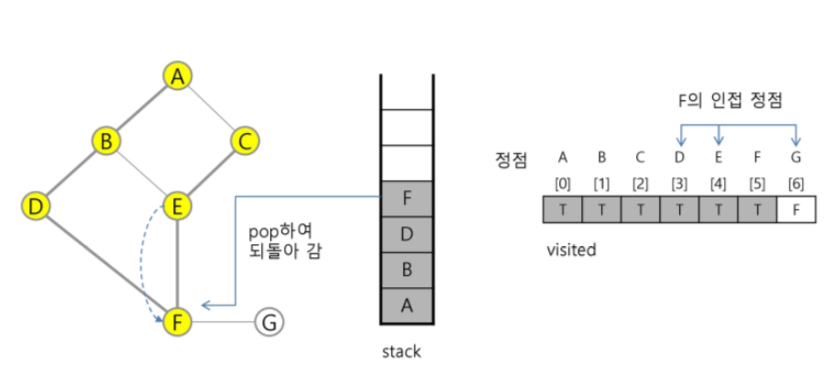 A
B
C
D
E
F
G
pop하여
되돌아 감
F
D
B
A
stack
F의 인접 정점
정점 A B C D E F G
[0] [1] [2] [3] [4] [5] [6]
T T T T T T F
visited